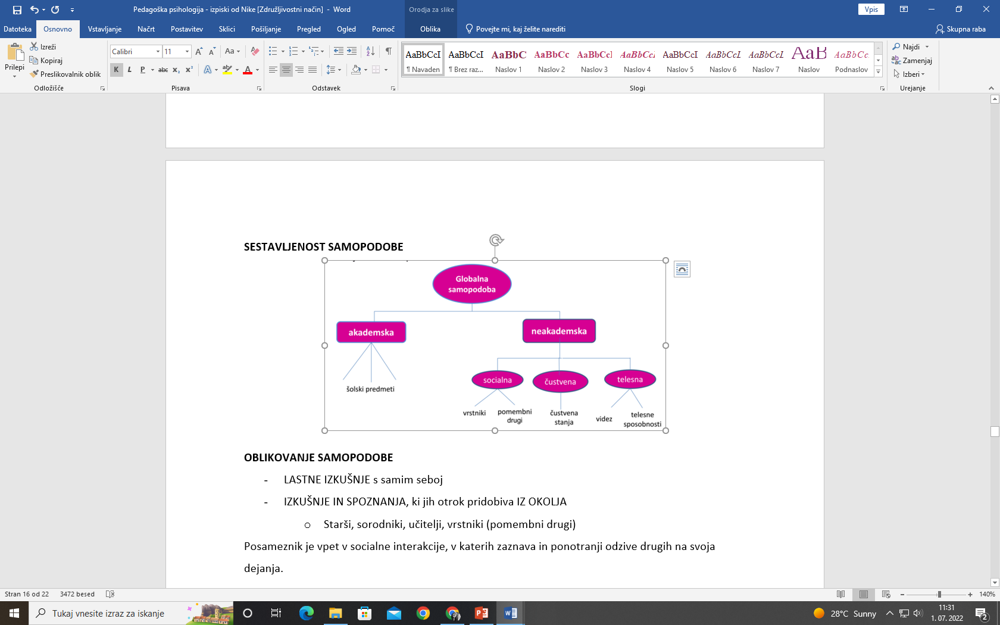 Pedagoška psihologija - izpiski od Nike [Združljivostni način] - Word
Orodja za slike
Vpis
Datoteka Osnovno Vstavljanje Načrt Postavitev Sklici Pošiljanje Pregled Ogled Pomoč Oblika Povejte mi, kaj želite narediti Skupna raba
Prilepi
Izreži
Kopiraj
Preslikovalnik oblik
Odložišče
Calibri 11
Aa
K L P abc x₂ x²
Pisava
Odstavek
AaBbCcI AaBbCcI AaBbC AaBbCc AaBbCcI AaBbCcI AaBbCcI AaBbCcL AaBbCcL AaB AaBbCc
¶ Navaden ¶ Brez raz... Naslov 1 Naslov 2 Naslov 3 Naslov 4 Naslov 5 Naslov 6 Naslov 7 Naslov Podnaslov
Slogi
Najdi
Zamenjaj
Izberi
Urejanje
SESTAVLJENOST SAMOPODOBE
Globalna
samopodoba
akademska
neakademska
šolski predmeti
socialna
čustvena
telesna
vrstniki
pomembni
drugi
čustvena
stanja
videz
telesne
sposobnosti
OBLIKOVANJE SAMOPODOBE
- LASTNE IZKUŠNJE s samim seboj
- IZKUŠNJE IN SPOZNANJA, ki jih otrok pridobiva IZ OKOLJA
o Starši, sorodniki, učitelji, vrstniki (pomembni drugi)
Posameznik je vpet v socialne interakcije, v katerih zaznava in ponotranji odzive drugih na svoja
dejanja.
Stran 16 od 22 3472 besed
140%
Tukaj vnesite izraz za iskanje
28°C Sunny
11:31
1. 07. 2022
2